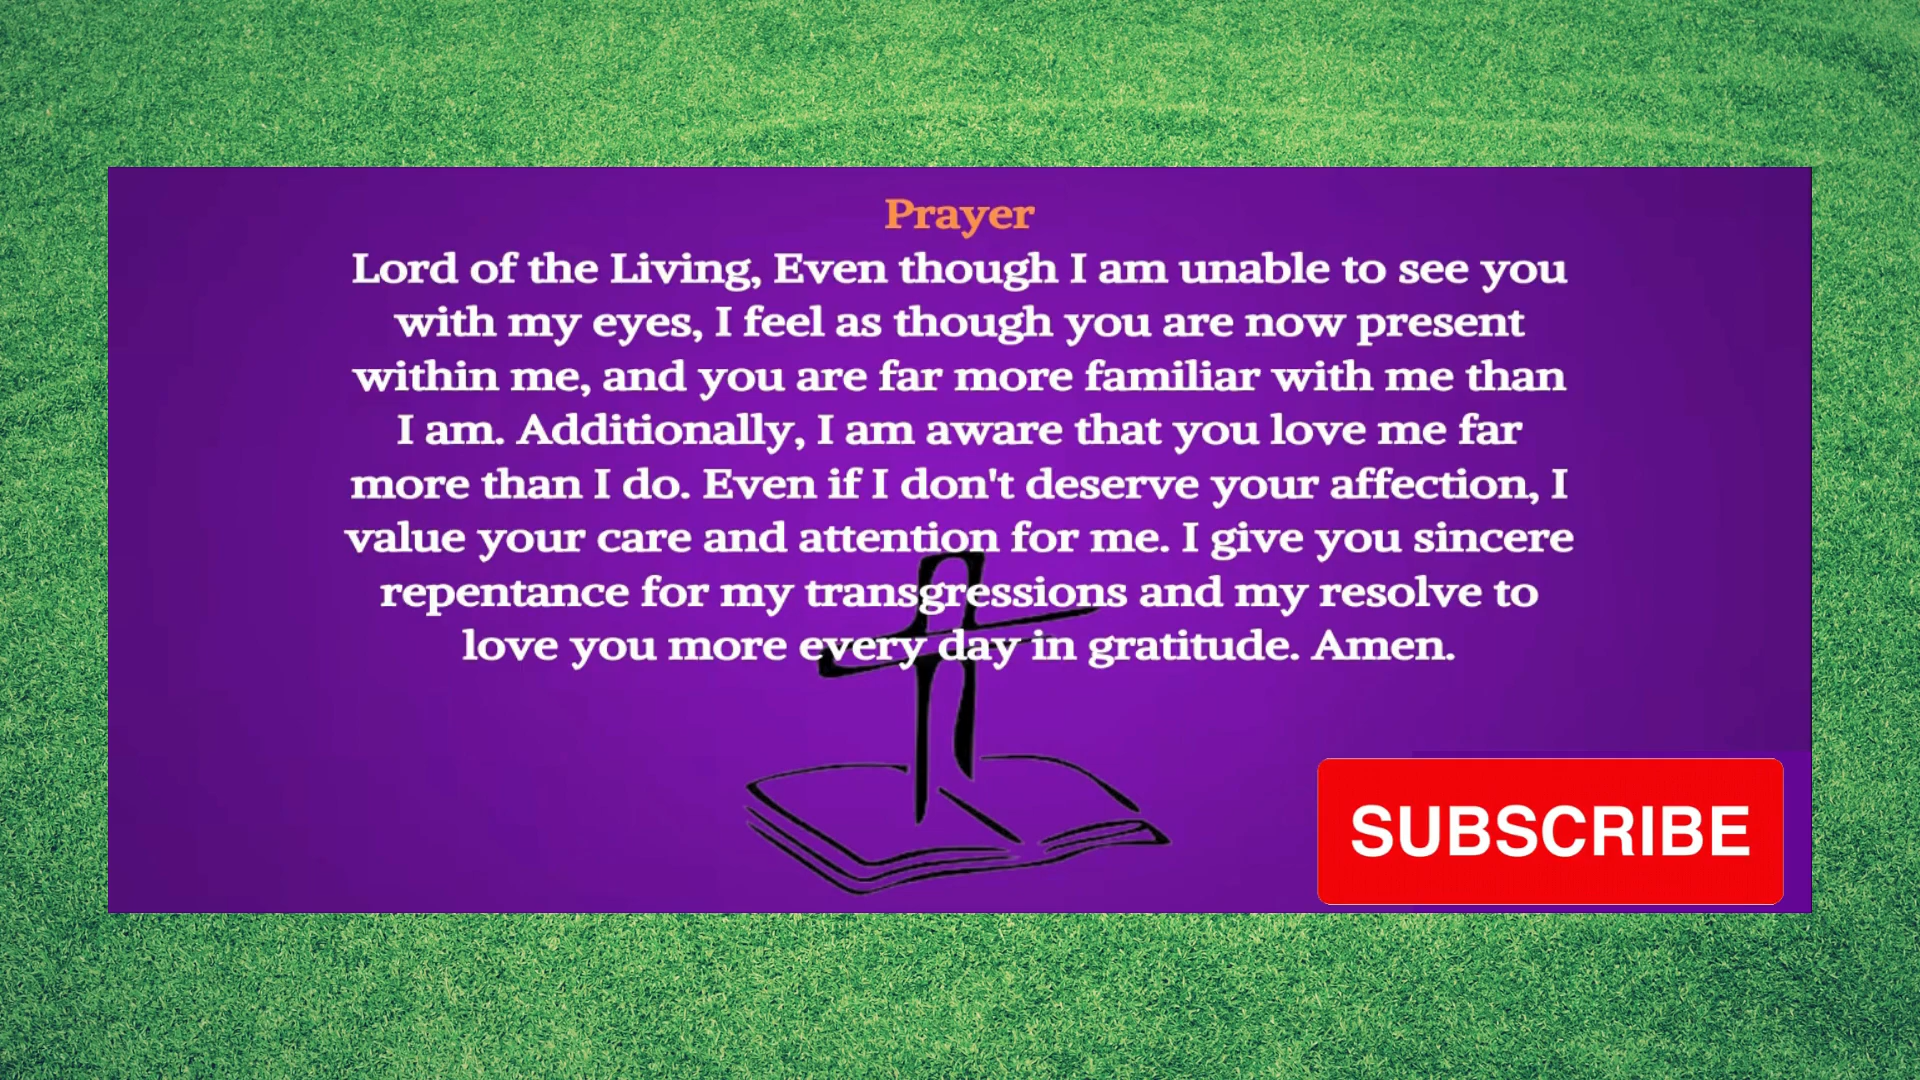 Prayer
Lord of the Living, Even though I am unable to see you
with my eyes, I feel as though you are now present
within me, and you are far more familiar with me than
I am. Additionally, I am aware that you love me far
more than I do. Even if I don't deserve your affection, I
value your care and attention for me. I give you sincere
repentance for my transgressions and my resolve to
love you more every day in gratitude. Amen.
SUBSCRIBE